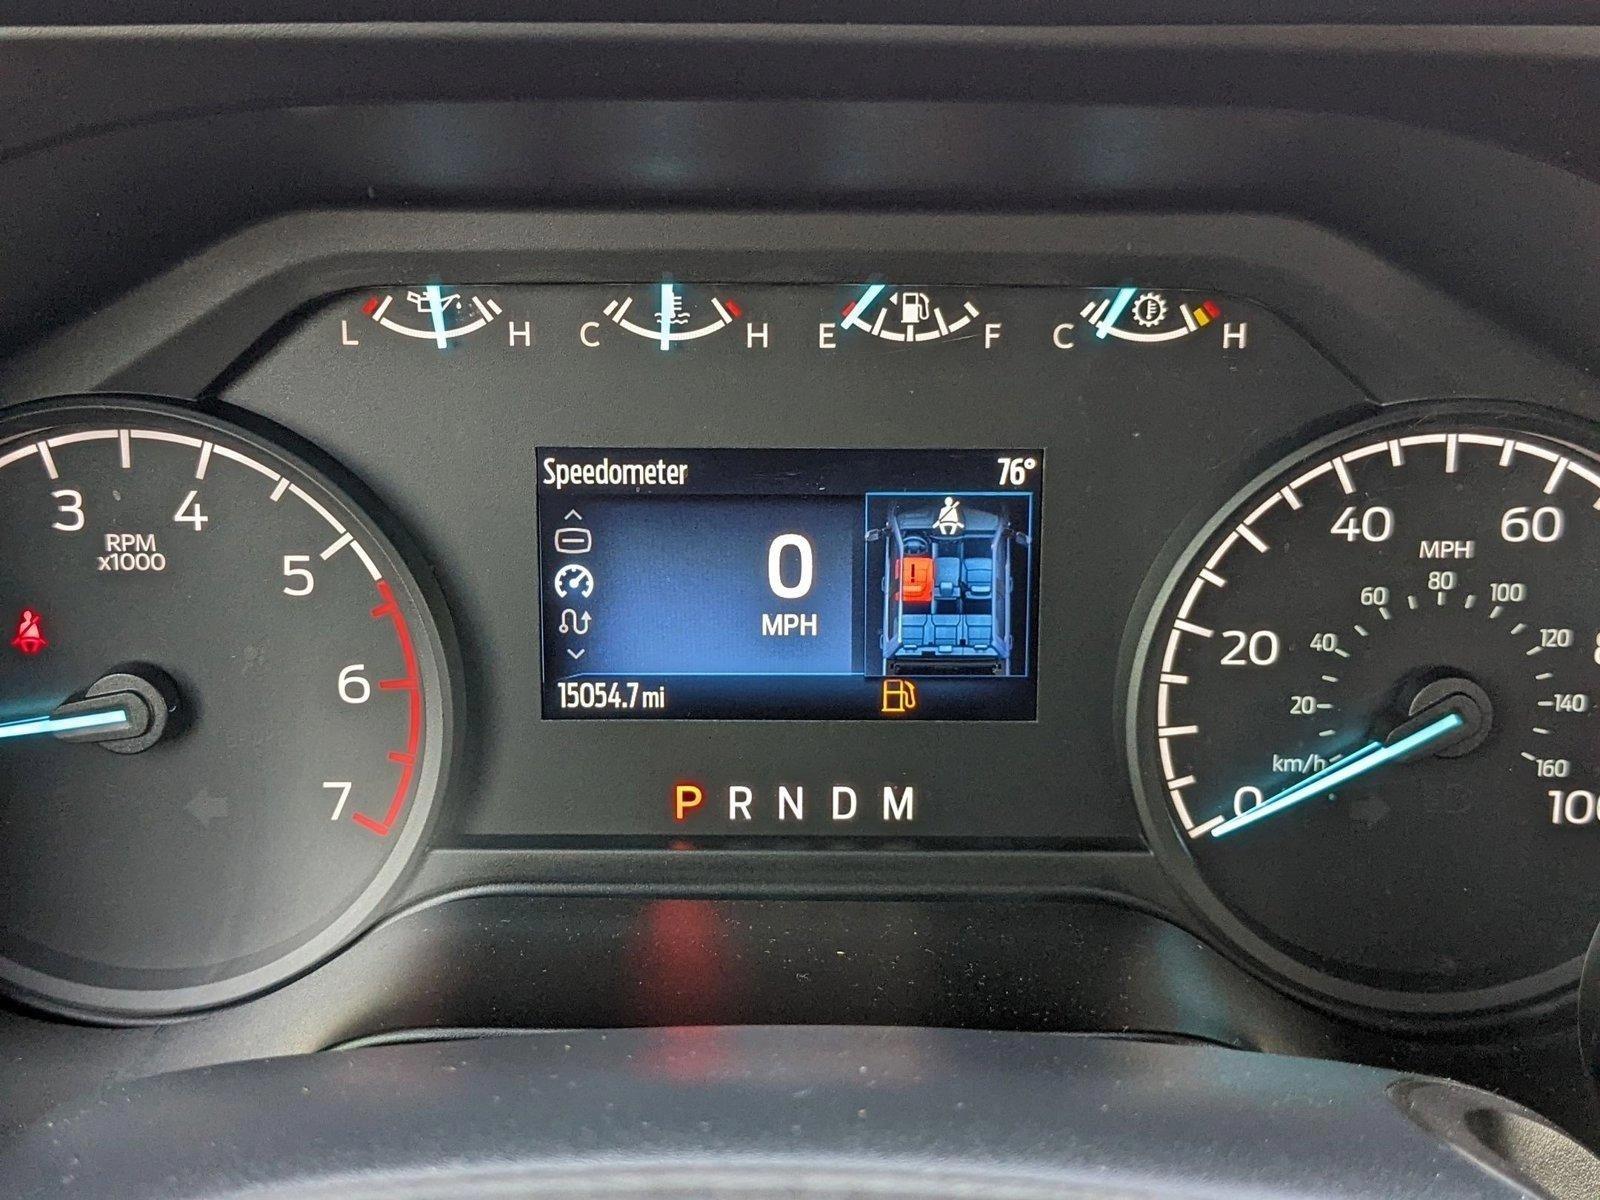 L H C H E F C H
Speedometer 76°
0
MPH
15054.7 mi
P R N D M
3 4 5 6 7
RPM
x1000
0 20 40 60
MPH
20 40 60 80 100 120 140 160
km/h